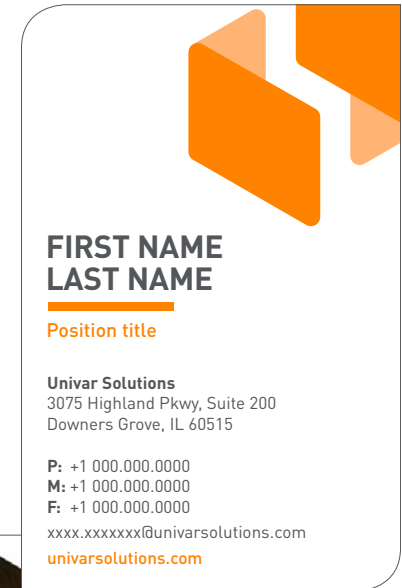 FIRST NAME
LAST NAME
Position title
Univar Solutions
3075 Highland Pkwy, Suite 200
Downers Grove, IL 60515
P: +1 000.000.0000
M: +1 000.000.0000
F: +1 000.000.0000
xxxx.xxxxxxx@univarsolutions.com
univarsolutions.com